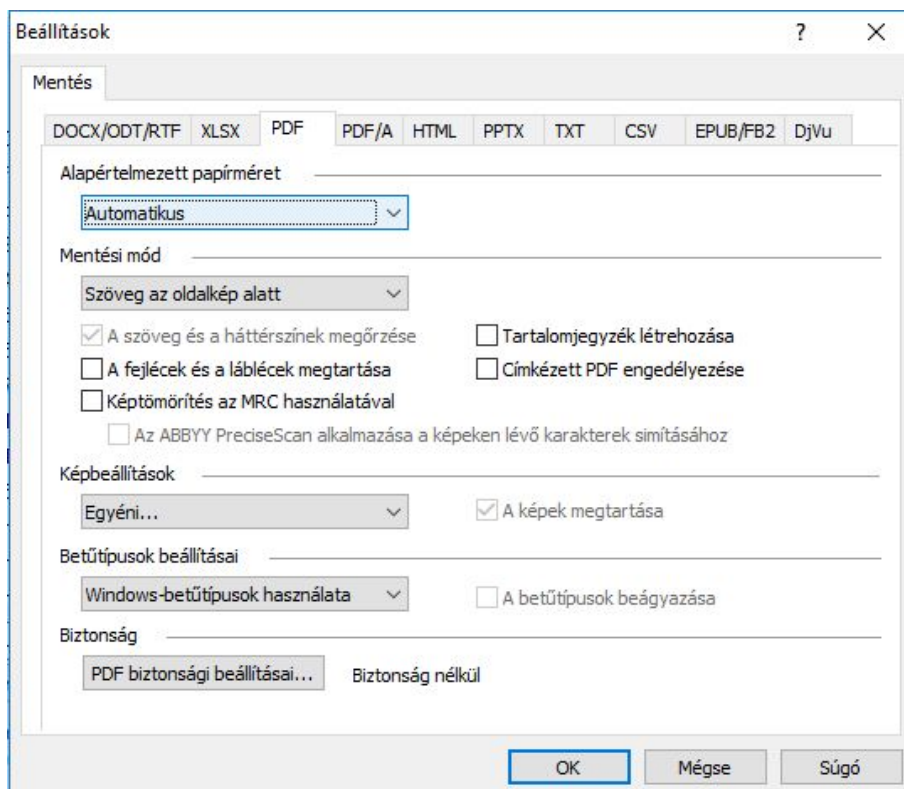 Beállítások
Mentés
DOCX/ODT/RTF XLSX PDF PDF/A HTML PPTX TXT CSV EPUB/FB2 DjVu
Alapértelmezett papírméret
Automatikus
Mentési mód
Szöveg az oldalkép alatt
A szöveg és a háttérszínek megőrzése Tartalomjegyzék létrehozása
A fejlécek és a láblécek megtartása Címkézett PDF engedélyezése
Képtömörítés az MRC használatával
Az ABBYY PreciseScan alkalmazása a képeken lévő karakterek simításához
Képbeállítások
Egyéni... A képek megtartása
Betűtípusok beállításai
Windows-betűtípusok használata A betűtípusok beágyazása
Biztonság
PDF biztonsági beállításai... Biztonság nélkül
OK Mégse Súgó